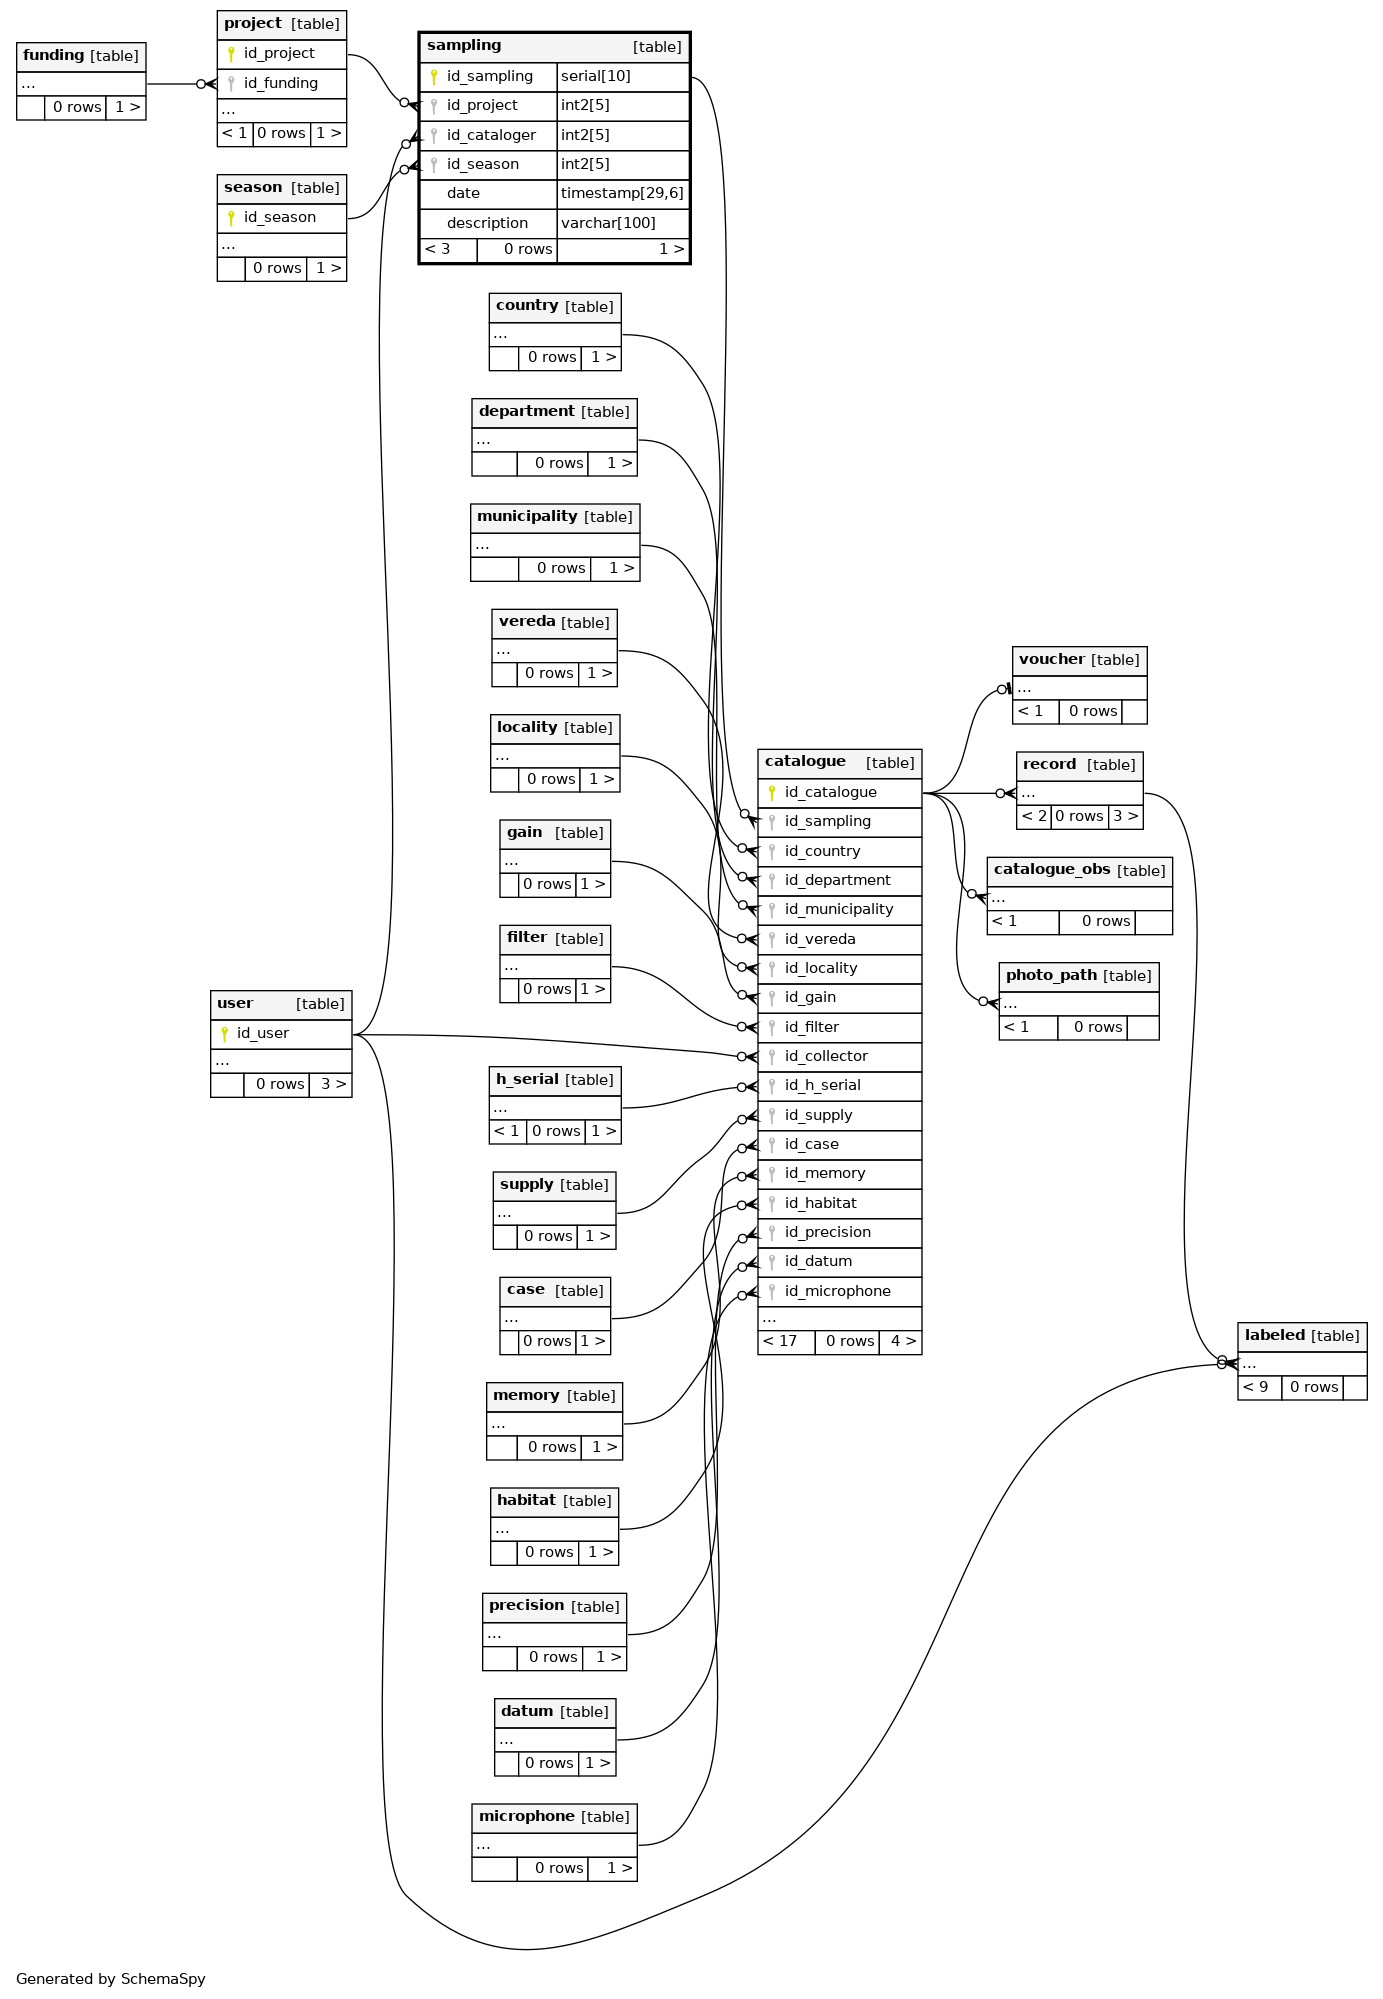 funding [table]
...
0 rows 1 >
project [table]
id_project
id_funding
...
< 1 0 rows 1 >
season [table]
id_season
...
0 rows 1 >
sampling [table]
id_sampling serial[10]
id_project int2[5]
id_cataloger int2[5]
id_season int2[5]
date timestamp[29,6]
description varchar[100]
< 3 0 rows 1 >
country [table]
...
0 rows 1 >
department [table]
...
0 rows 1 >
municipality [table]
...
0 rows 1 >
vereda [table]
...
0 rows 1 >
locality [table]
...
0 rows 1 >
gain [table]
...
0 rows 1 >
filter [table]
...
0 rows 1 >
user [table]
id_user
...
0 rows 3 >
h_serial [table]
...
< 1 0 rows 1 >
supply [table]
...
0 rows 1 >
case [table]
...
0 rows 1 >
memory [table]
...
0 rows 1 >
habitat [table]
...
0 rows 1 >
precision [table]
...
0 rows 1 >
datum [table]
...
0 rows 1 >
microphone [table]
...
0 rows 1 >
catalogue [table]
id_catalogue
id_sampling
id_country
id_department
id_municipality
id_vereda
id_locality
id_gain
id_filter
id_collector
id_h_serial
id_supply
id_case
id_memory
id_habitat
id_precision
id_datum
id_microphone
...
< 17 0 rows 4 >
voucher [table]
...
< 1 0 rows
record [table]
...
< 2 0 rows 3 >
catalogue_obs [table]
...
< 1 0 rows
photo_path [table]
...
< 1 0 rows
labeled [table]
...
< 9 0 rows
Generated by SchemaSpy